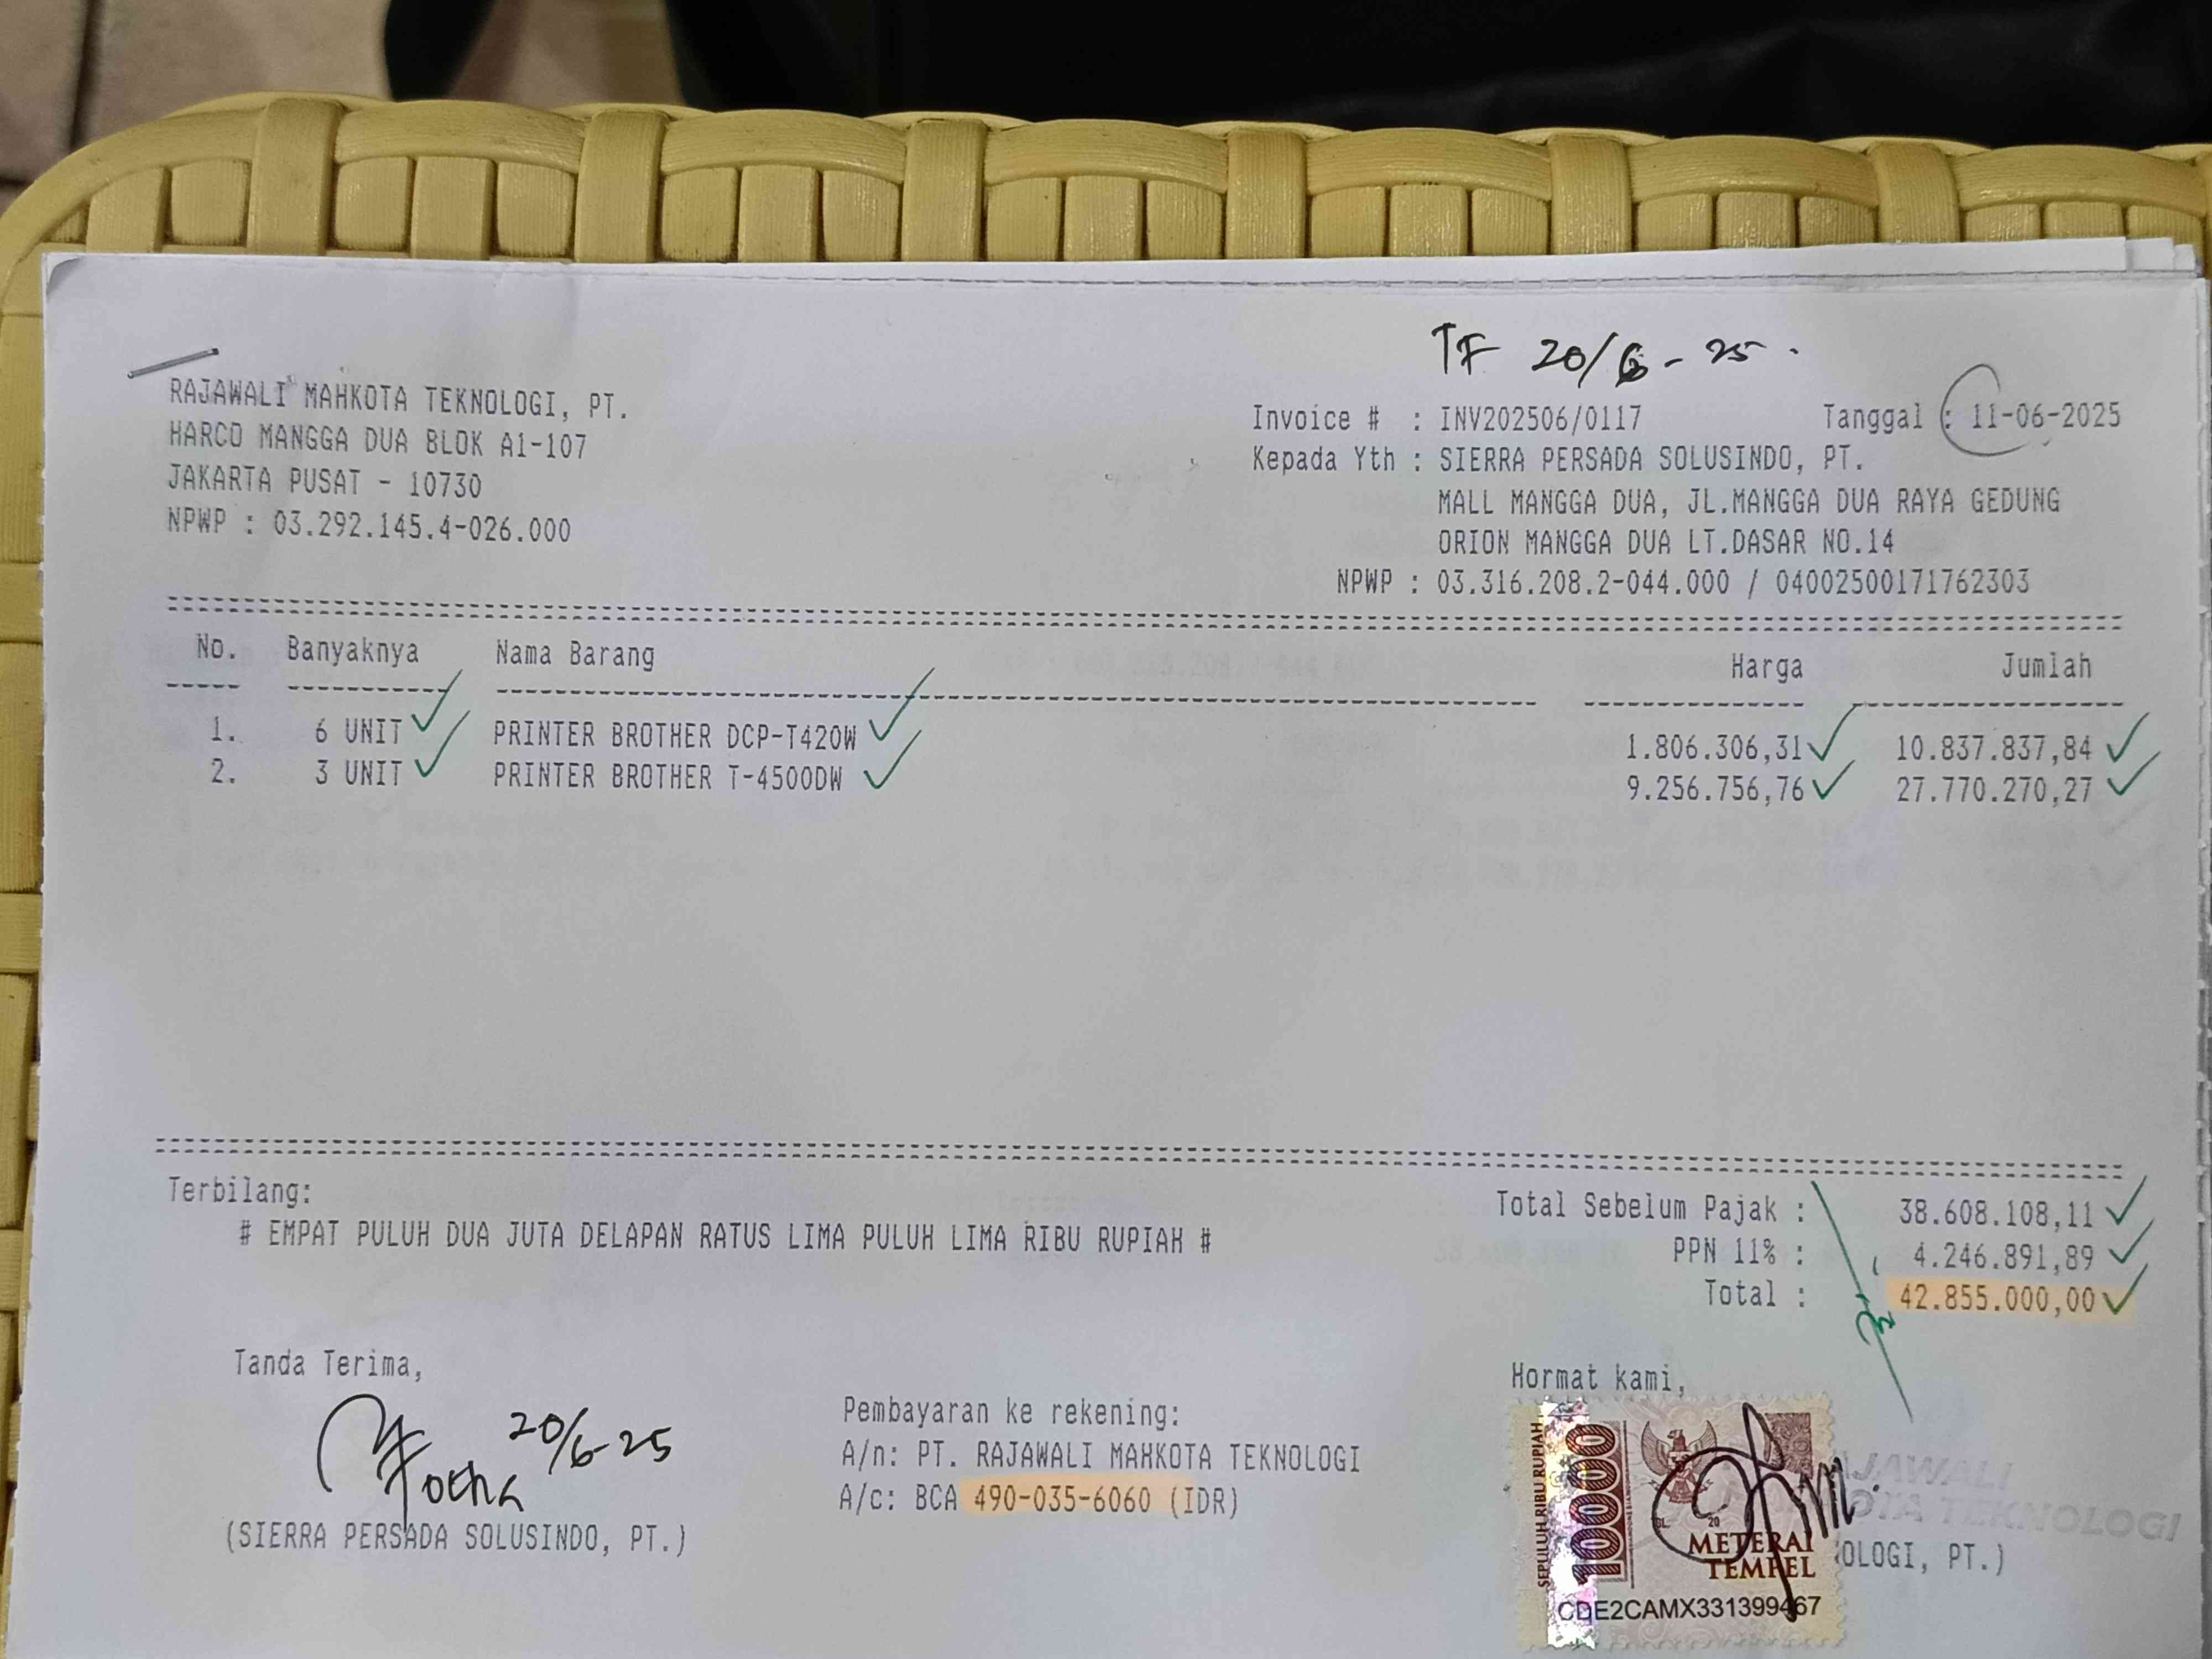 TF 20/6-25.
RAJAWALI MAHKOTA TEKNOLOGI, PT.
HARCO MANGGA DUA BLOK A1-107
JAKARTA PUSAT - 10730
NPWP : 03.292.145.4-026.000
Invoice # : INV202506/0117 Tanggal : 11-06-2025
Kepada Yth : SIERRA PERSADA SOLUSINDO, PT.
MALL MANGGA DUA, JL.MANGGA DUA RAYA GEDUNG
ORION MANGGA DUA LT.DASAR NO.14
NPWP : 03.316.208.2-044.000 / 04002500171762303
No. Banyaknya Nama Barang Harga Jumlah
1. 6 UNIT PRINTER BROTHER DCP-T420W 1.806.306,31 10.837.837,84
2. 3 UNIT PRINTER BROTHER T-4500DW 9.256.756,76 27.770.270,27
Terbilang:
# EMPAT PULUH DUA JUTA DELAPAN RATUS LIMA PULUH LIMA RIBU RUPIAH #
Total Sebelum Pajak : 38.608.108,11
PPN 11% : 4.246.891,89
Total : 42.855.000,00
Tanda Terima,
20/6-25
(SIERRA PERSADA SOLUSINDO, PT.)
Pembayaran ke rekening:
A/n: PT. RAJAWALI MAHKOTA TEKNOLOGI
A/c: BCA 490-035-6060 (IDR)
Hormat kami,
SEPULUH RIBU RUPIAH
10000
TGL. 20
METERAI
TEMPEL
CDE2CAMX331399467
JAWALI
OTA TEKNOLOGI
OLOGI, PT.)